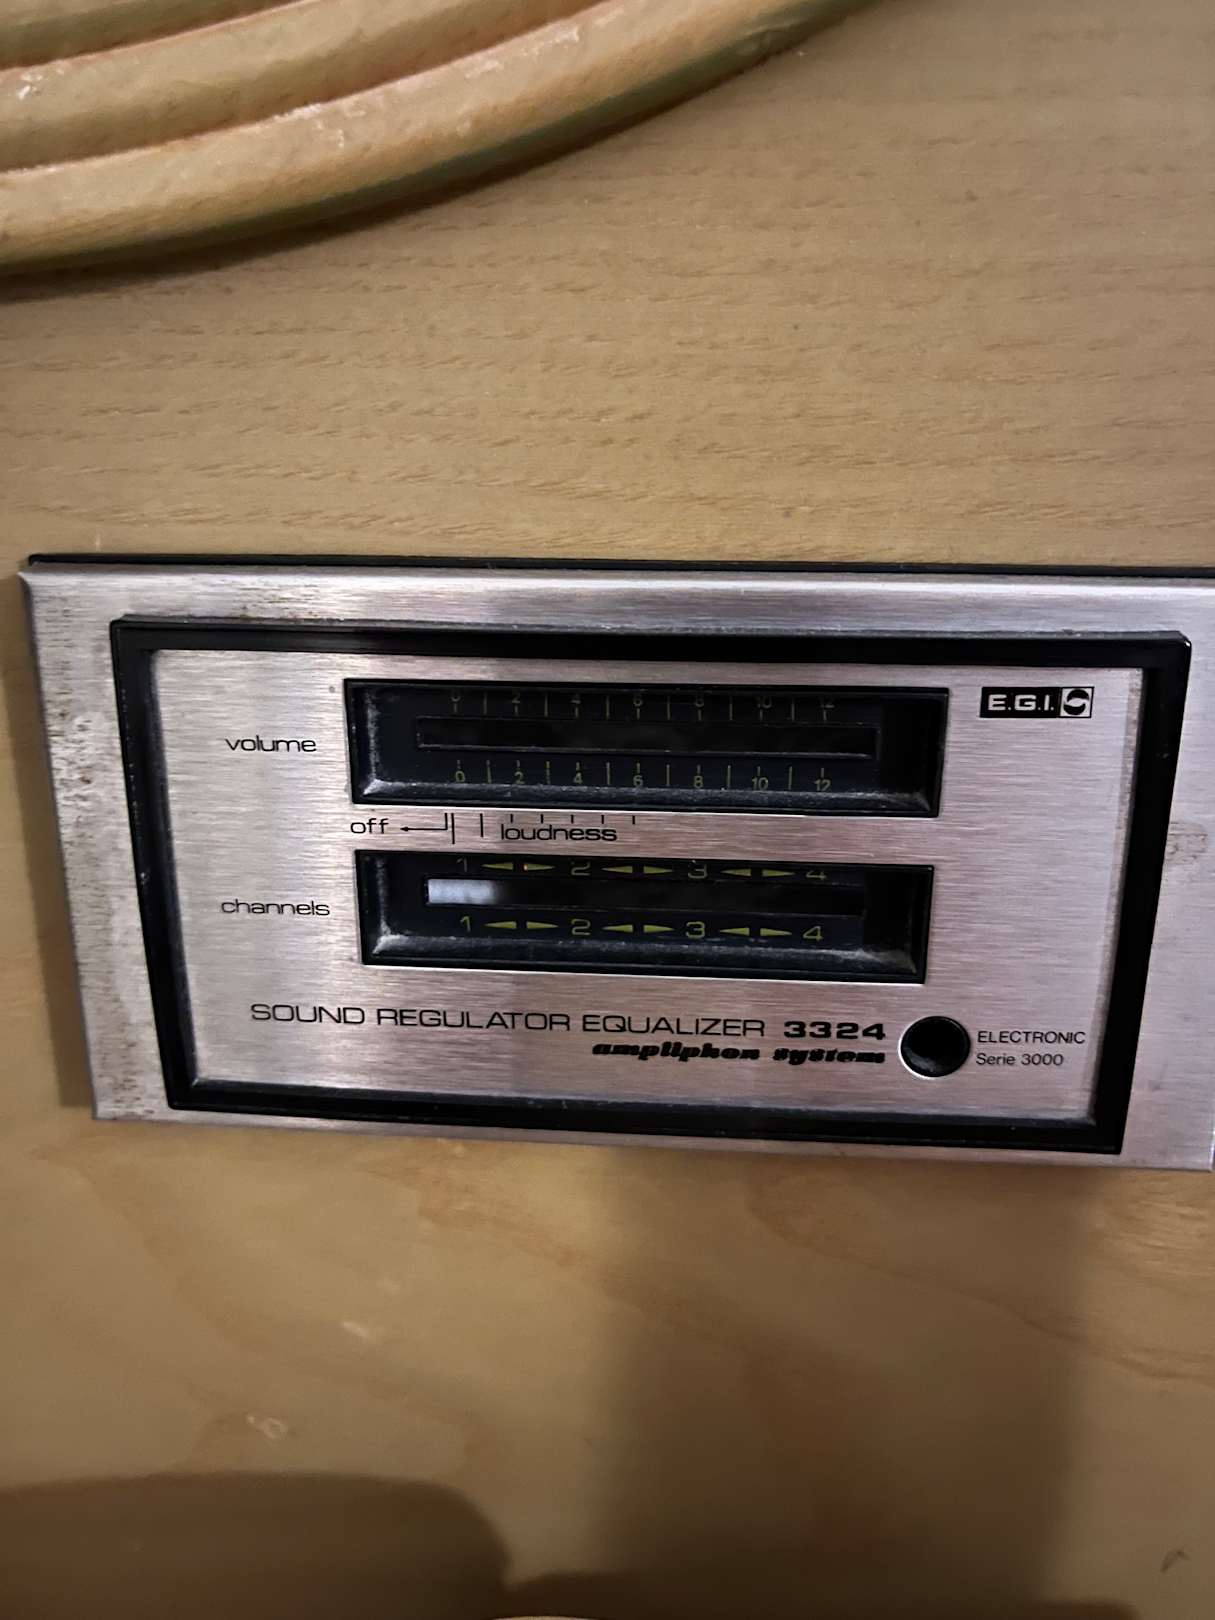 E.G.I.
0 2 4 6 8 10 12
volume
0 2 4 6 8 10 12
off loudness
1 2 3 4
channels
1 2 3 4
SOUND REGULATOR EQUALIZER 3324
ampliphon system
ELECTRONIC
Serie 3000